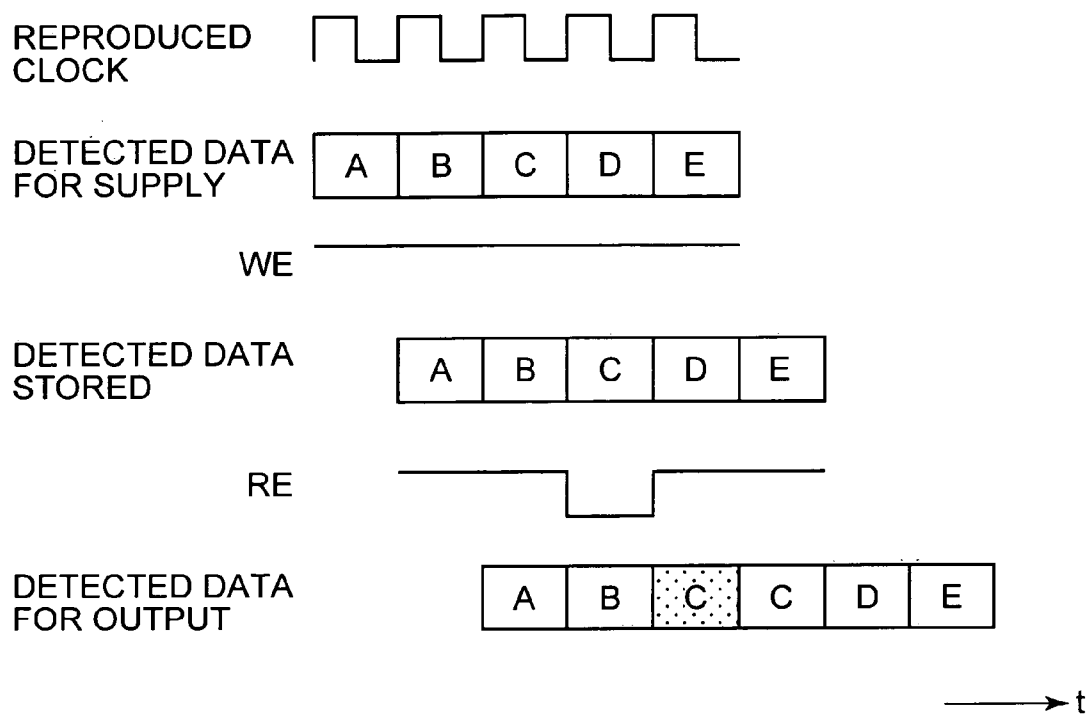 REPRODUCED
CLOCK
DETECTED DATA
FOR SUPPLY
A B C D E
WE
DETECTED DATA
STORED
A B C D E
RE
DETECTED DATA
FOR OUTPUT
A B C C D E
t